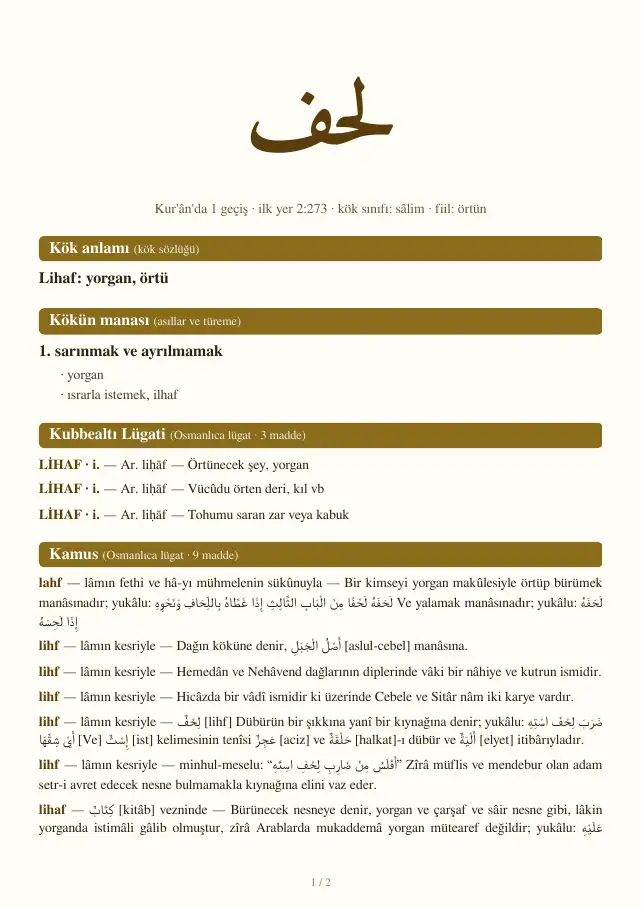 لحف
Kur'ân'da 1 geçiş · ilk yer 2:273 · kök sınıfı: sâlim · fiil: örtün
Kök anlamı (kök sözlüğü)
Lihaf: yorgan, örtü
Kökün manası (asıllar ve türeme)
1. sarınmak ve ayrılmamak
· yorgan
· ısrarla istemek, ilhaf
Kubbealtı Lügati (Osmanlıca lügat · 3 madde)
LİHAF · i. — Ar. liḥāf — Örtünecek şey, yorgan
LİHAF · i. — Ar. liḥāf — Vücûdu örten deri, kıl vb
LİHAF · i. — Ar. liḥāf — Tohumu saran zar veya kabuk
Kamus (Osmanlıca lügat · 9 madde)
lahf — lâmın fethi ve hâ-yı mühmelenin sükûnuyla — Bir kimseyi yorgan makûlesiyle örtüp bürümek
manâsınadır; yukâlu: لَحَفَهُ لَحْفًا مِنَ الْبَابِ الثَّالِثِ إِذَا غَطَّاهُ بِاللِّحَافِ وَنَحْوِهِ Ve yalamak manâsınadır; yukâlu: لَحَفَهُ
إِذَا لَحِسَهُ
lihf — lâmın kesriyle — Dağın köküne denir, أَصْلُ الْجَبَلِ [aslul-cebel] manâsına.
lihf — lâmın kesriyle — Hemedân ve Nehâvend dağlarının diplerinde vâki bir nâhiye ve kutrun ismidir.
lihf — lâmın kesriyle — Hicâzda bir vâdî ismidir ki üzerinde Cebele ve Sitâr nâm iki karye vardır.
lihf — lâmın kesriyle — لِحْفٌ [lihf] Dübürün bir şıkkına yanî bir kıynağına denir; yukâlu: ضَرَبَ لِحْفَ اسْتِهِ
أَيْ شِقَّهَا [Ve] إِسْتٌ [ist] kelimesinin tenîsi عَجِزٌ [aciz] ve حَلْقَةٌ [halkat]-ı dübür ve أَلْيَةٌ [elyet] itibârıyladır.
lihf — lâmın kesriyle — minhul-meselu: “أَفْلَسُ مِنْ ضَارِبِ لِحْفِ اسْتِهِ” Zîrâ müflis ve mendebur olan adam
setr-i avret edecek nesne bulmamakla kıynağına elini vaz eder.
lihaf — كِتَابٌ [kitâb] vezninde — Bürünecek nesneye denir, yorgan ve çarşaf ve sâir nesne gibi, lâkin
yorganda istimâli gâlib olmuştur, zîrâ Arablarda mukaddemâ yorgan mütearef değildir; yukâlu: عَلَيْهِ
1 / 2